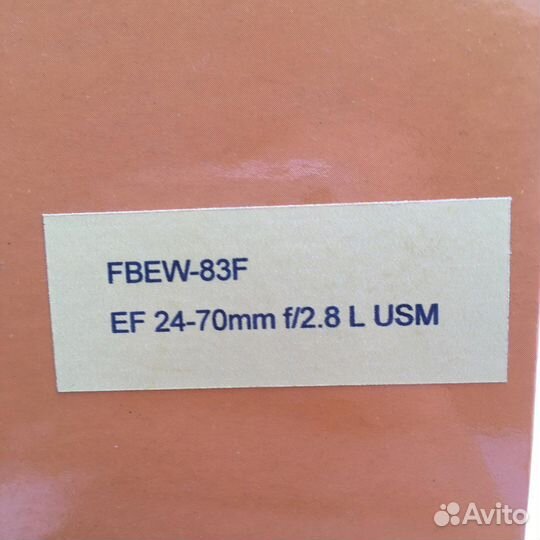 FBEW-83F
EF 24-70mm f/2.8 L USM
Avito